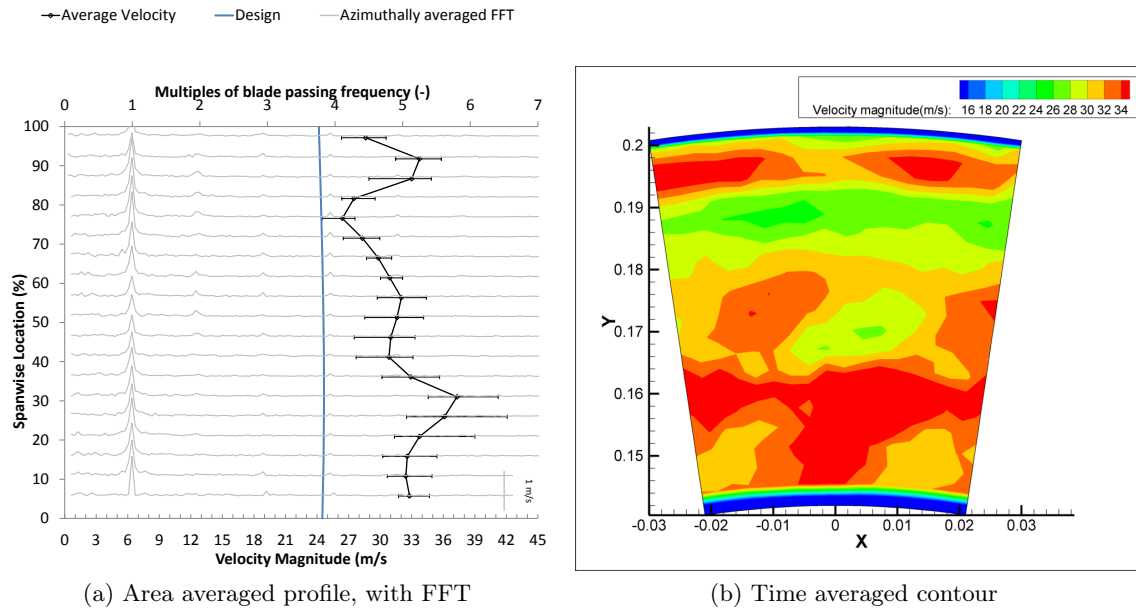 Average Velocity Design Azimuthally averaged FFT
Multiples of blade passing frequency (-)
0 1 2 3 4 5 6 7
100
90
80
70
60
50
40
30
20
10
0
Spanwise Location (%)
1 m/s
0 3 6 9 12 15 18 21 24 27 30 33 36 39 42 45
Velocity Magnitude (m/s
(a) Area averaged profile, with FFT
Velocity magnitude(m/s): 16 18 20 22 24 26 28 30 32 34
0.2
0.19
0.18
0.17
0.16
0.15
Y
-0.03 -0.02 -0.01 0 0.01 0.02 0.03
X
(b) Time averaged contour